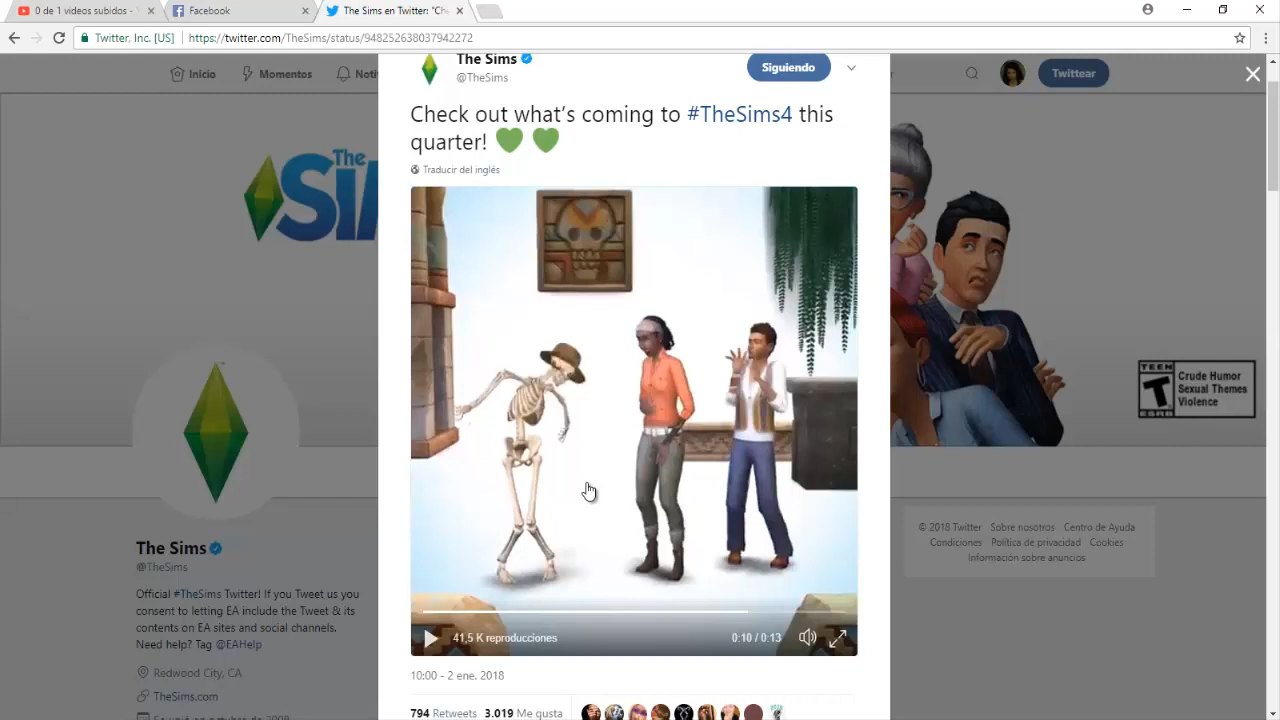 0 de 1 videos subidos - 
Facebook
The Sims en Twitter: "Che
Twitter, Inc. [US]
https://twitter.com/TheSims/status/948252638037942272
Inicio
Momentos
Noti
Twittear
The Sims
@TheSims
Siguiendo
Check out what's coming to #TheSims4 this
quarter! 💚 💚
Traducir del inglés
The
41,5 K reproducciones
0:10 / 0:13
10:00 - 2 ene. 2018
794 Retweets 3.019 Me gusta
The Sims
@TheSims
Official #TheSims Twitter! If you Tweet us you
consent to letting EA include the Tweet & its
contents on EA sites and social channels.
Need help? Tag @EAHelp
Redwood City, CA
TheSims.com
TEEN
T
ESRB
Crude Humor
Sexual Themes
Violence
© 2018 Twitter Sobre nosotros Centro de Ayuda
Condiciones Política de privacidad Cookies
Información sobre anuncios